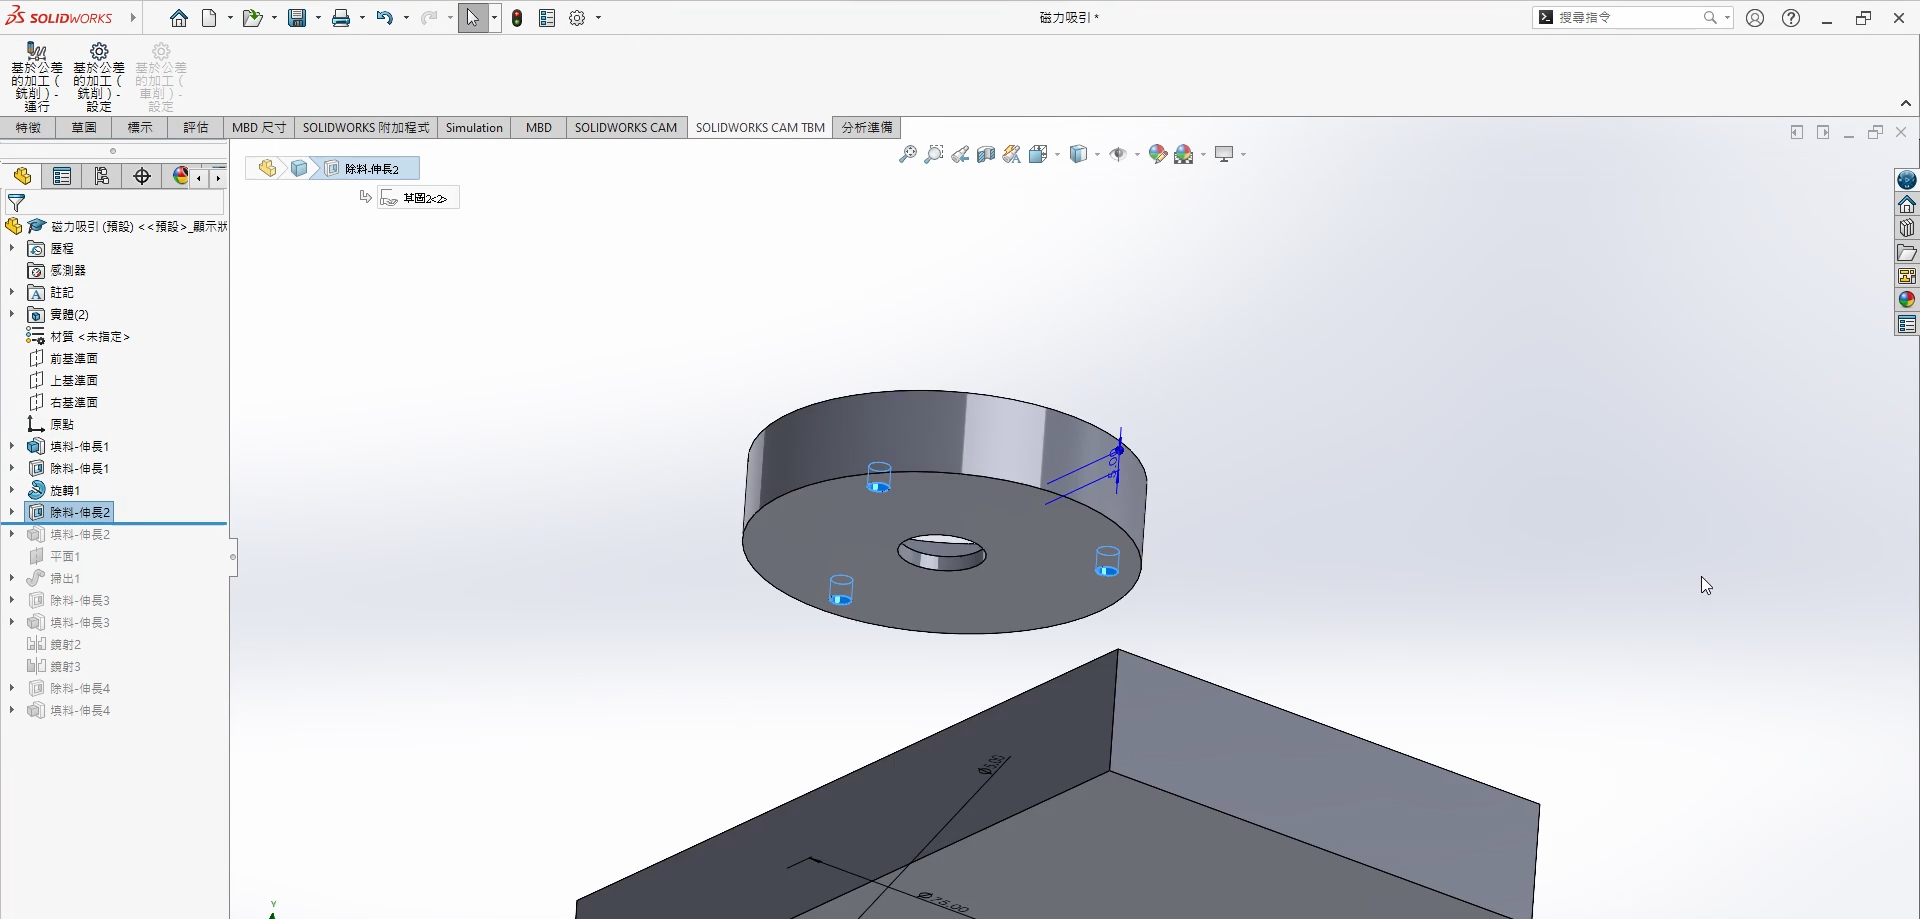 SOLIDWORKS
磁力吸引 *
搜尋指令
基於公差
的加工 (
銑削) -
運行
基於公差
的加工 (
銑削) -
設定
基於公差
的加工 (
車削) -
設定
特徵
草圖
標示
評估
MBD 尺寸
SOLIDWORKS 附加程式
Simulation
MBD
SOLIDWORKS CAM
SOLIDWORKS CAM TBM
分析準備
除料-伸長2
草圖2<2>
磁力吸引 (預設) <<預設>_顯示狀
歷程
感測器
註記
實體(2)
材質 <未指定>
前基準面
上基準面
右基準面
原點
填料-伸長1
除料-伸長1
旋轉1
除料-伸長2
填料-伸長2
平面1
掃出1
除料-伸長3
填料-伸長3
鏡射2
鏡射3
除料-伸長4
填料-伸長4
5.00
Ø5.00
Ø75.00
Y